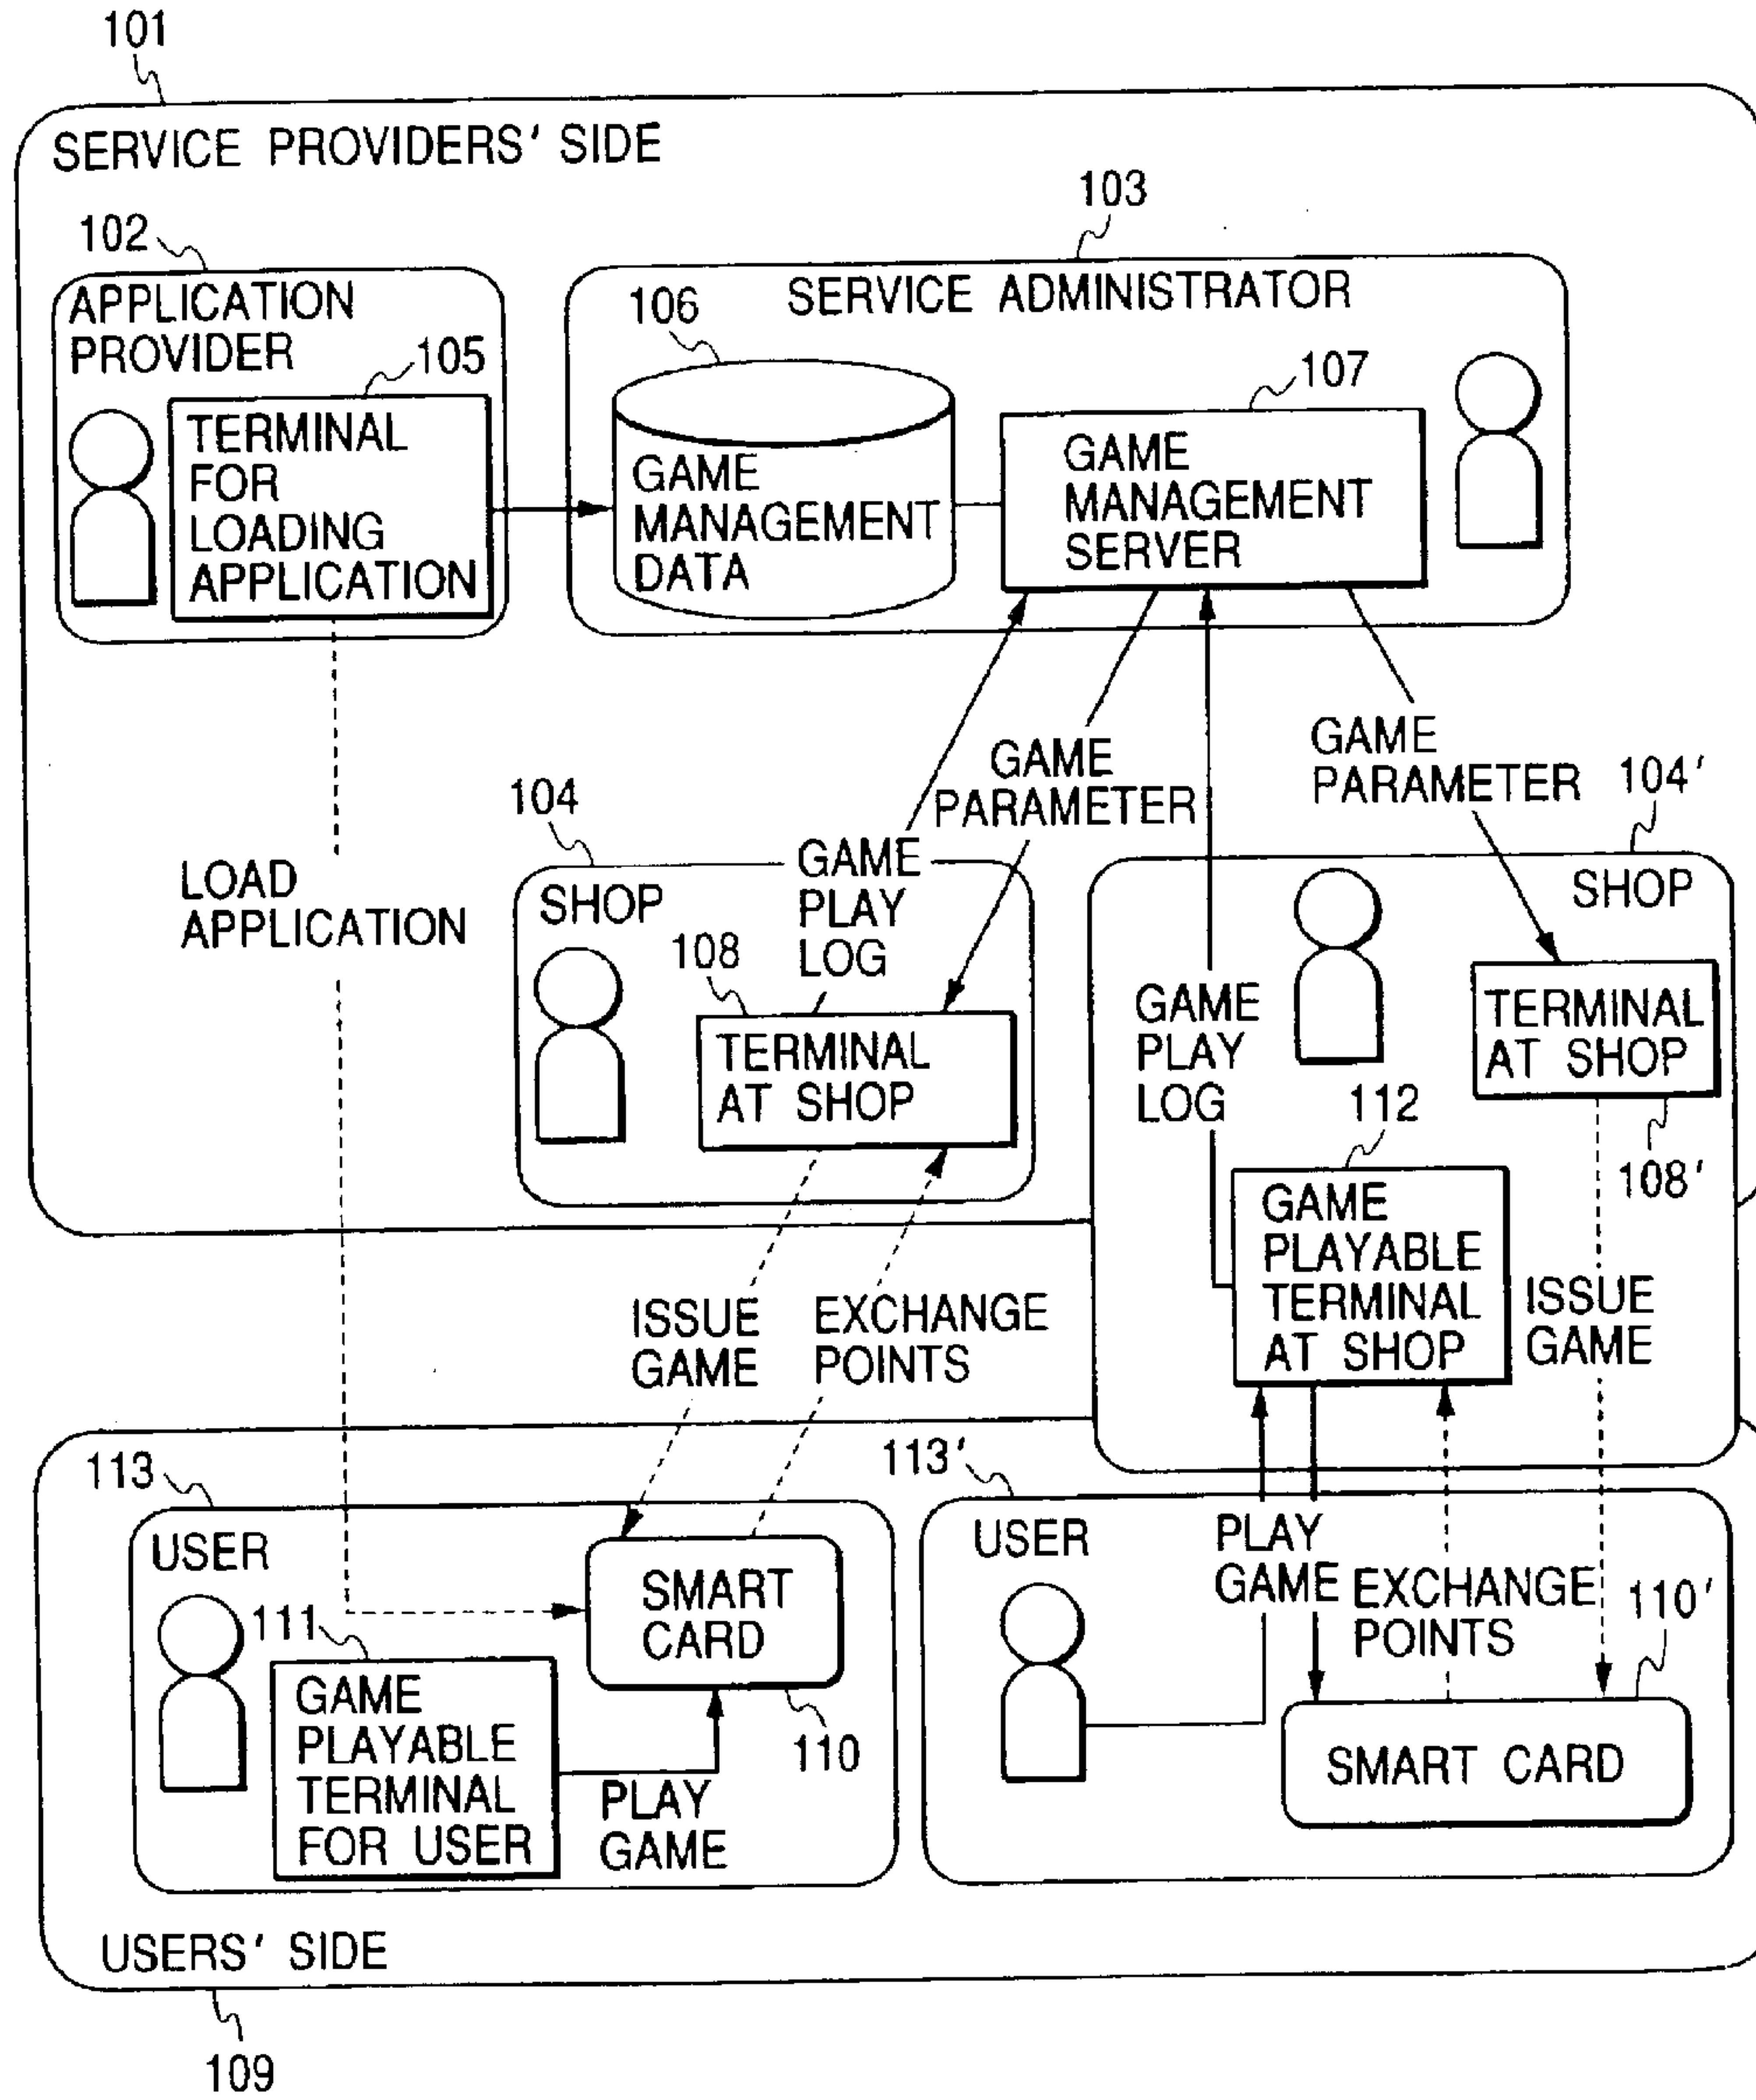 101
SERVICE PROVIDERS' SIDE
103
102
APPLICATION
PROVIDER
105
TERMINAL
FOR
LOADING
APPLICATION
SERVICE ADMINISTRATOR
106
107
GAME
MANAGEMENT
DATA
GAME
MANAGEMENT
SERVER
GAME
PARAMETER
GAME
PARAMETER
104'
104
LOAD
APPLICATION
SHOP
GAME
PLAY
LOG
108
TERMINAL
AT SHOP
SHOP
GAME
PLAY
LOG
TERMINAL
AT SHOP
112
108'
GAME
PLAYABLE
TERMINAL
AT SHOP
ISSUE
GAME
EXCHANGE
POINTS
ISSUE
GAME
113
USER
SMART
CARD
111
GAME
PLAYABLE
TERMINAL
FOR USER
110
PLAY
GAME
113'
USER
PLAY
GAME
EXCHANGE
POINTS
110'
SMART CARD
USERS' SIDE
109